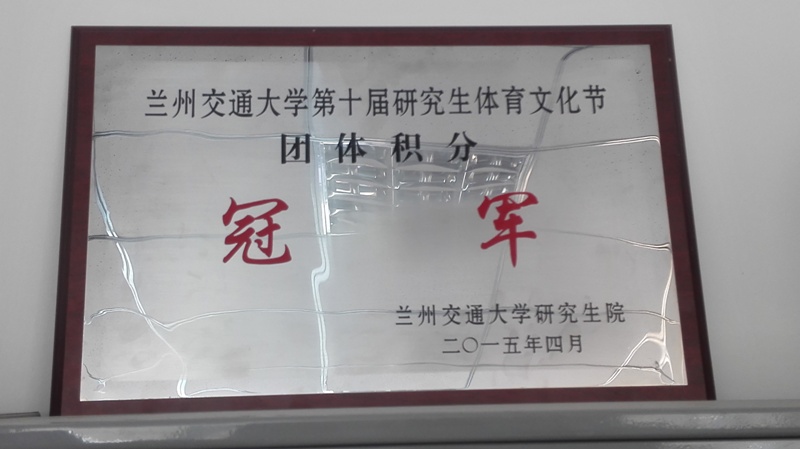 兰州交通大学第十届研究生体育文化节
团体积分
冠军
兰州交通大学研究生院
二〇一五年四月